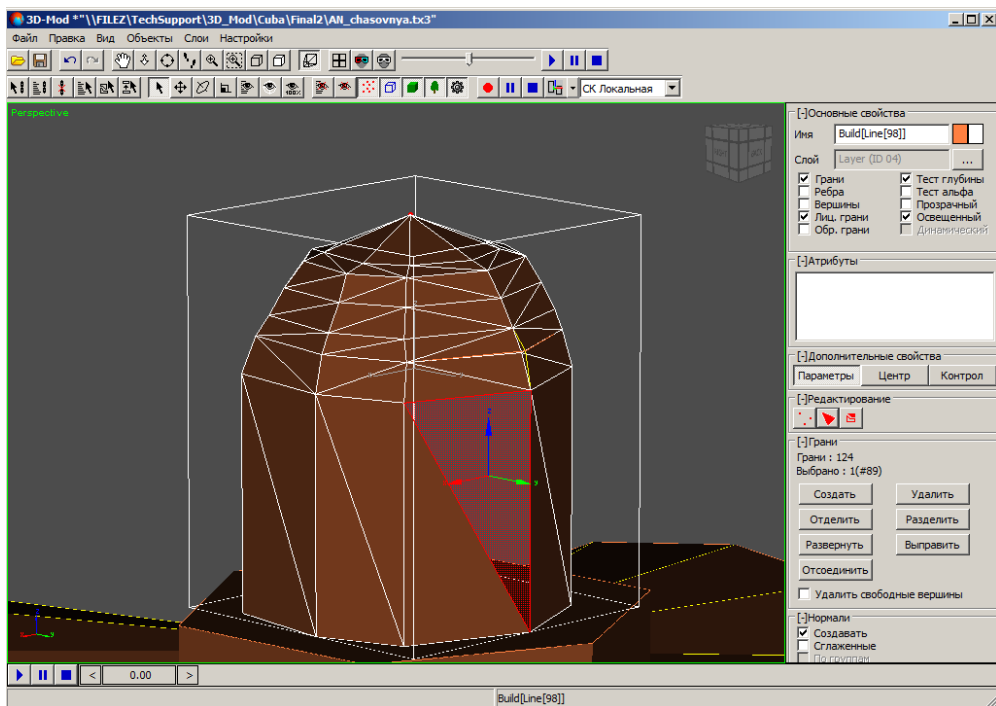 3D-Mod *"\\FILEZ\TechSupport\3D_Mod\Cuba\Final2\AN_chasovnya.tx3"
Файл Правка Вид Объекты Слои Настройки
СК Локальная
Perspective
[-]Основные свойства
Имя Build[Line[98]]
Слой Layer (ID 04) ...
Грани Тест глубины
Ребра Тест альфа
Вершины Прозрачный
Лиц. грани Освещенный
Обр. грани Динамический
[-]Атрибуты
[-]Дополнительные свойства
Параметры Центр Контрол
[-]Редактирование
[-]Грани
Грани : 124
Выбрано : 1(#89)
Создать Удалить
Отделить Разделить
Развернуть Выправить
Отсоединить
Удалить свободные вершины
[-]Нормали
Создавать
Сглаженные
По группам
< 0.00 >
Build[Line[98]]